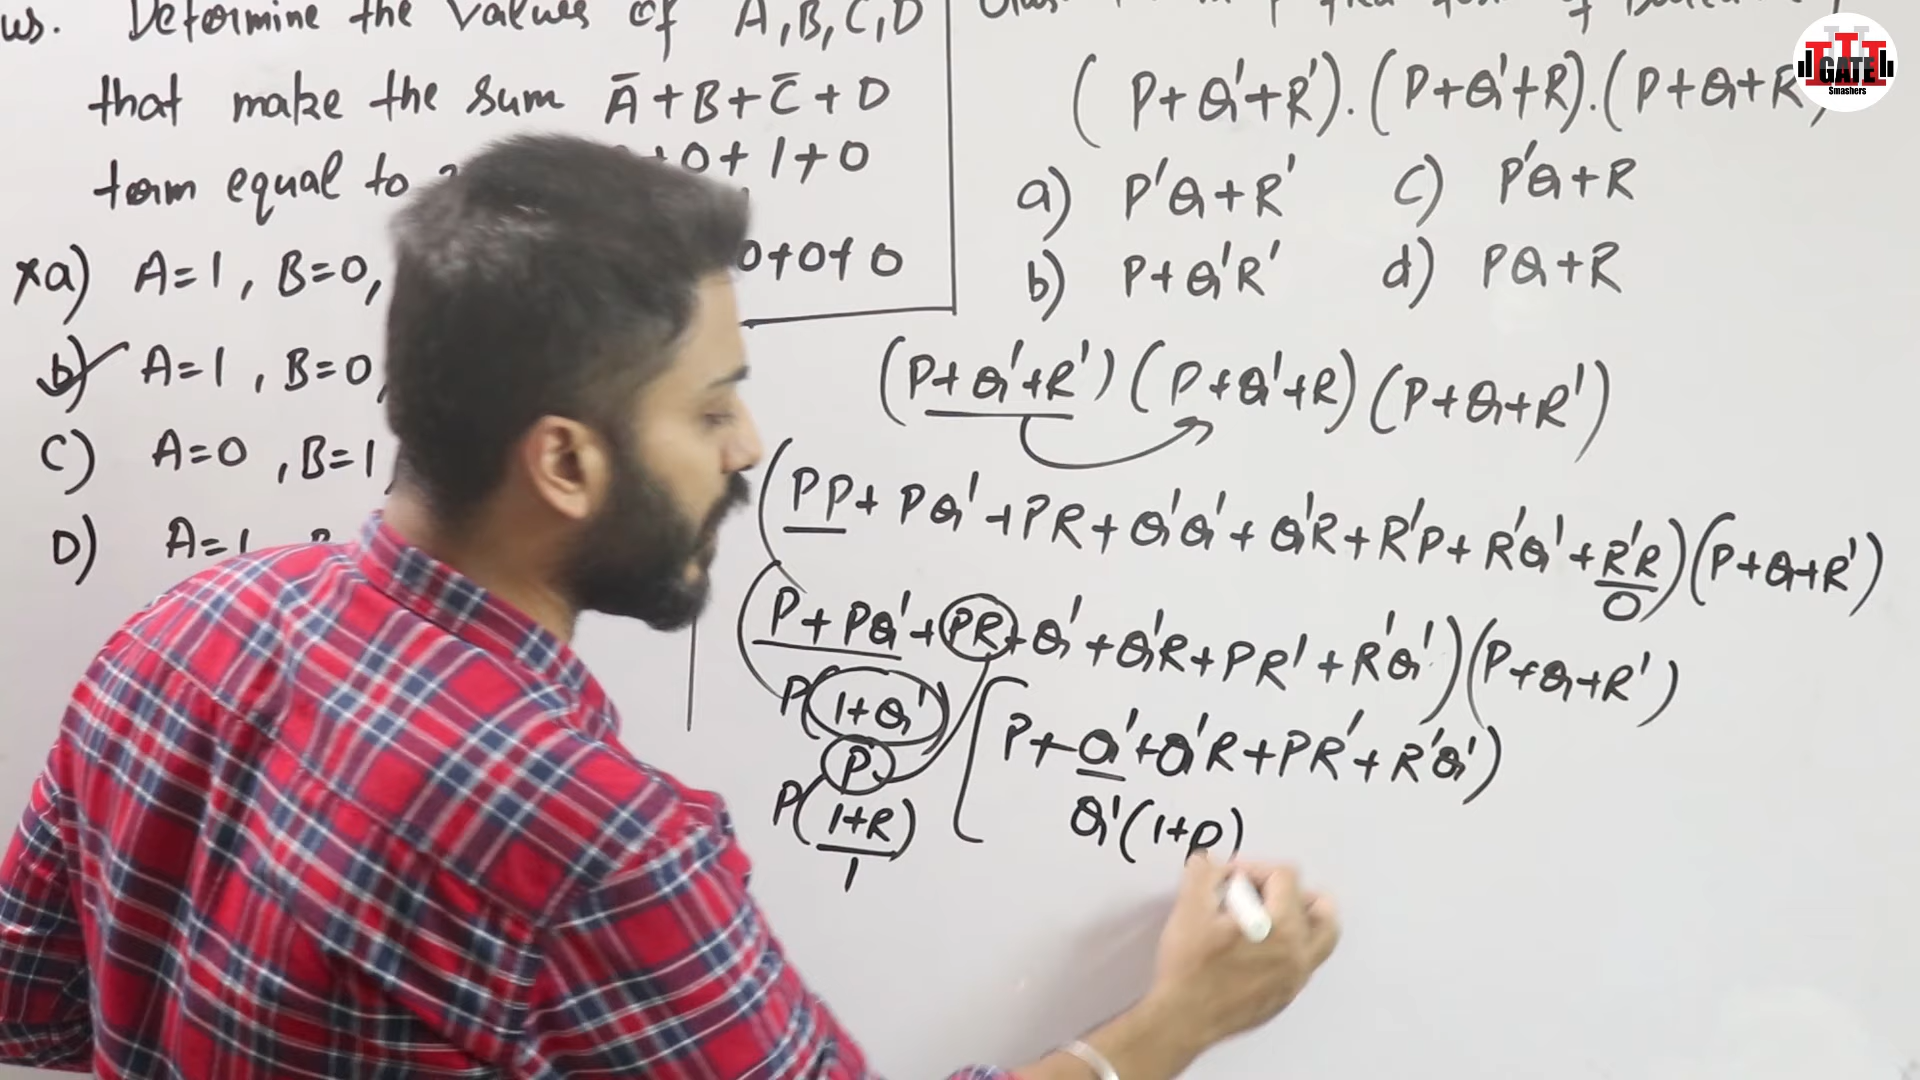 Determine the values of A,B,C,D
that make the sum A̅+B+C̅+D
term equal to
0+1+0
0+0+0
×a) A=1, B=0,
b) A=1, B=0,
C) A=0, B=1
D) A=1
(P+Q'+R').(P+Q'+R).(P+Q+R
a) P'Q+R' C) P'Q+R
b) P+Q'R' d) PQ+R
(P+Q'+R')(P+Q'+R)(P+Q+R')
(PP+PQ'+PR+Q'Q'+Q'R+R'P+R'Q'+R'R)(P+Q+R')
0
(P+PQ'+PR+Q'+Q'R+PR'+R'Q')(P+Q+R')
P(1+Q')
P
P(1+R)
1
[P+Q'+Q'R+PR'+R'Q')
Q'(1+R)
GATE
Smashers